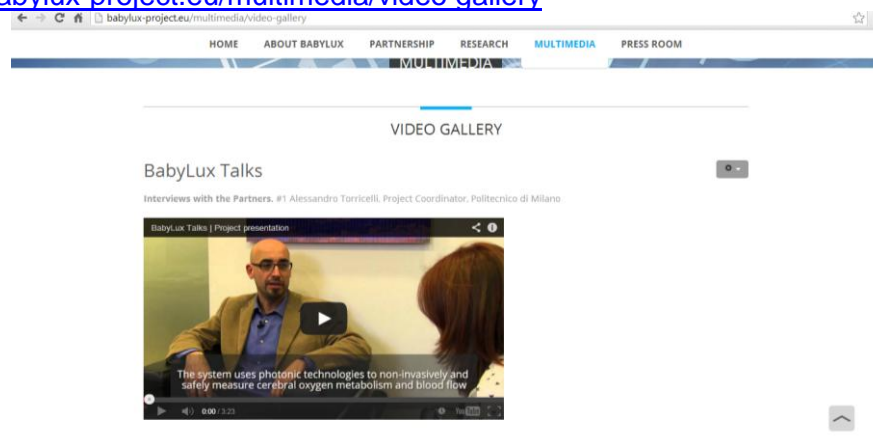 abylux-project.eu/multimedia/video-gallery
babylux-project.eu/multimedia/video-gallery
HOME ABOUT BABYLUX PARTNERSHIP RESEARCH MULTIMEDIA PRESS ROOM
MULTIMEDIA
VIDEO GALLERY
BabyLux Talks
Interviews with the Partners. #1 Alessandro Torricelli, Project Coordinator, Politecnico di Milano
BabyLux Talks | Project presentation
The system uses photonic technologies to non-invasively and
safely measure cerebral oxygen metabolism and blood flow
0:00 / 3:23
YouTube